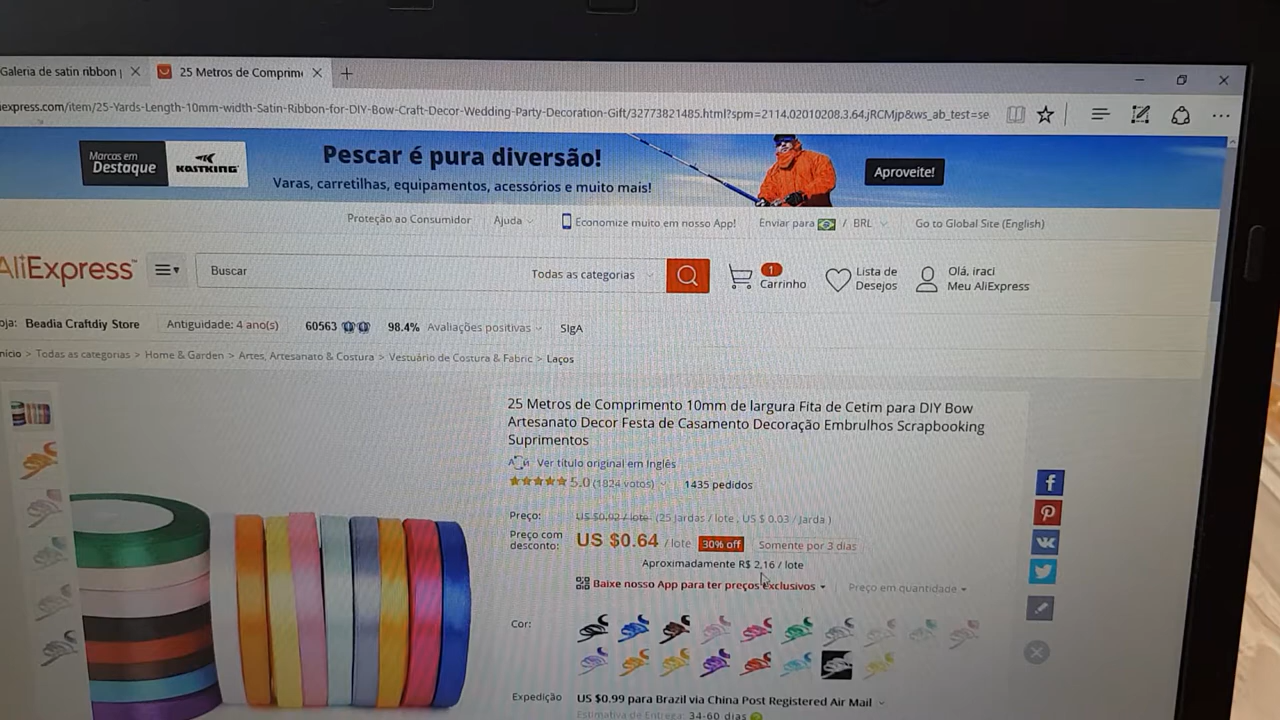 Galeria de satin ribbon
25 Metros de Comprim
express.com/item/25-Yards-Length-10mm-width-Satin-Ribbon-for-DIY-Bow-Craft-Decor-Wedding-Party-Decoration-Gift/32773821485.html?spm=2114.02010208.3.64.jRCMjp&ws_ab_test=se
Marcas em
Destaque
KASTKING
Pescar é pura diversão!
Varas, carretilhas, equipamentos, acessórios e muito mais!
Aproveite!
Proteção ao Consumidor Ajuda Economize muito em nosso App! Enviar para / BRL Go to Global Site (English)
AliExpress
Buscar
Todas as categorias
1
Carrinho
Lista de
Desejos
Olá, iraci
Meu AliExpress
oja: Beadia Craftdiy Store Antiguidade: 4 ano(s) 60563 98.4% Avaliações positivas SIgA
nício > Todas as categorias > Home & Garden > Artes, Artesanato & Costura > Vestuário de Costura & Fabric > Laços
25 Metros de Comprimento 10mm de largura Fita de Cetim para DIY Bow
Artesanato Decor Festa de Casamento Decoração Embrulhos Scrapbooking
Suprimentos
Ver título original em Inglês
5.0 (1824 votos) 1435 pedidos
Preço: US $0.92 / lote (25 jardas / lote , US $ 0.03 / Jarda )
Preço com
desconto: US $0.64 / lote 30% off Somente por 3 dias
Aproximadamente R$ 2,16 / lote
Baixe nosso App para ter preços exclusivos Preço em quantidade
Cor:
Expedição US $0.99 para Brazil via China Post Registered Air Mail
Estimativa de Entrega: 34-60 dias